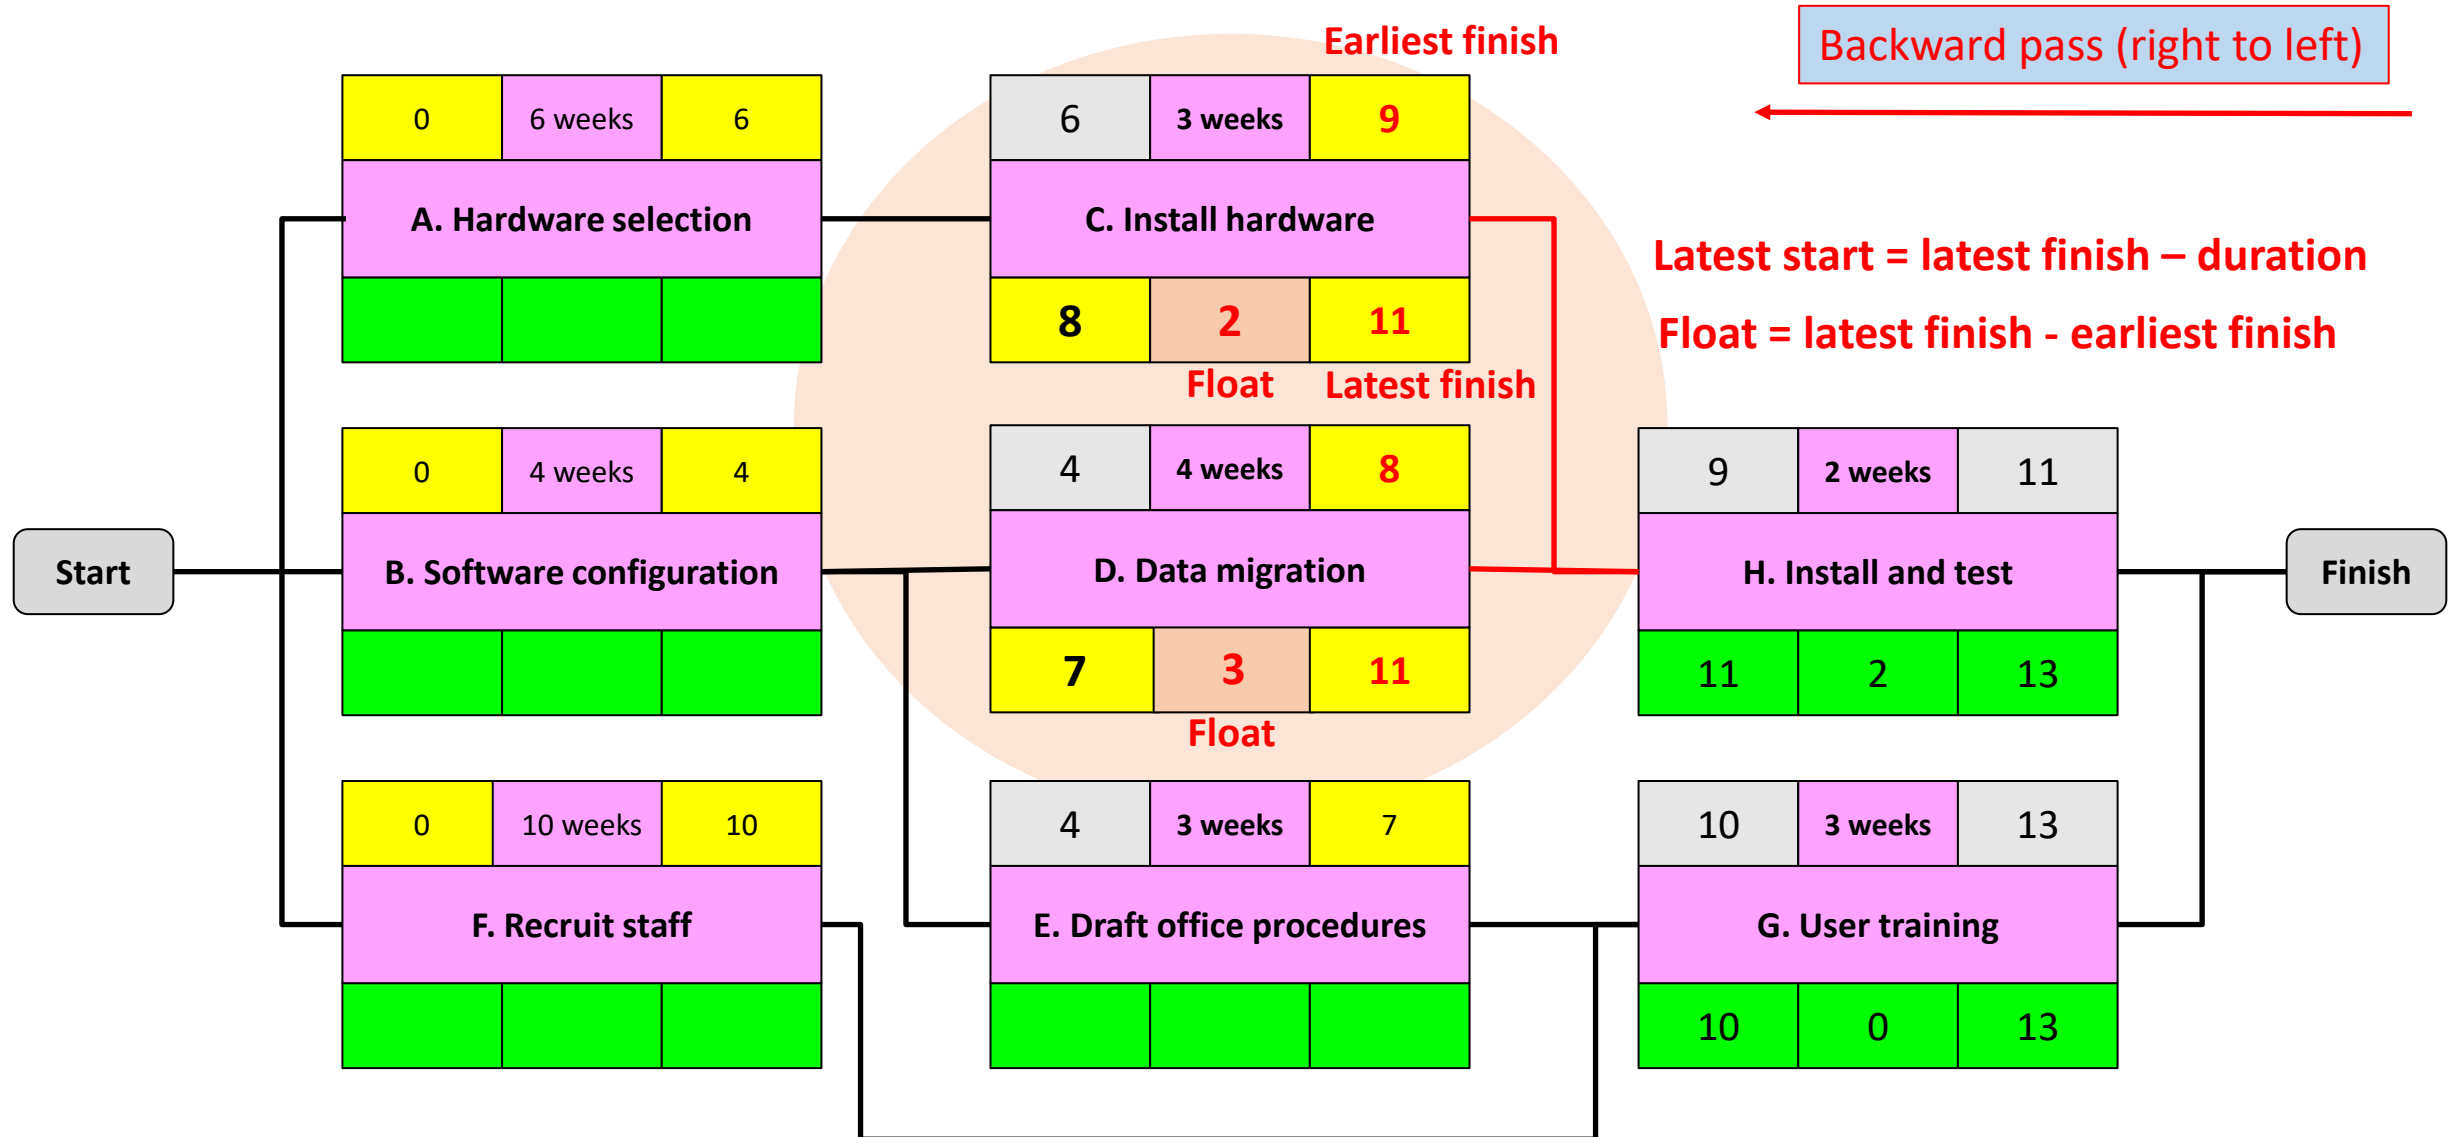 Earliest finish
Backward pass (right to left)
0 6 weeks 6
6 3 weeks 9
A. Hardware selection
C. Install hardware
Latest start = latest finish – duration
8 2 11
Float = latest finish - earliest finish
Float Latest finish
0 4 weeks 4
4 4 weeks 8
9 2 weeks 11
Start
B. Software configuration
D. Data migration
H. Install and test
Finish
7 3 11
11 2 13
Float
0 10 weeks 10
4 3 weeks 7
10 3 weeks 13
F. Recruit staff
E. Draft office procedures
G. User training
10 0 13